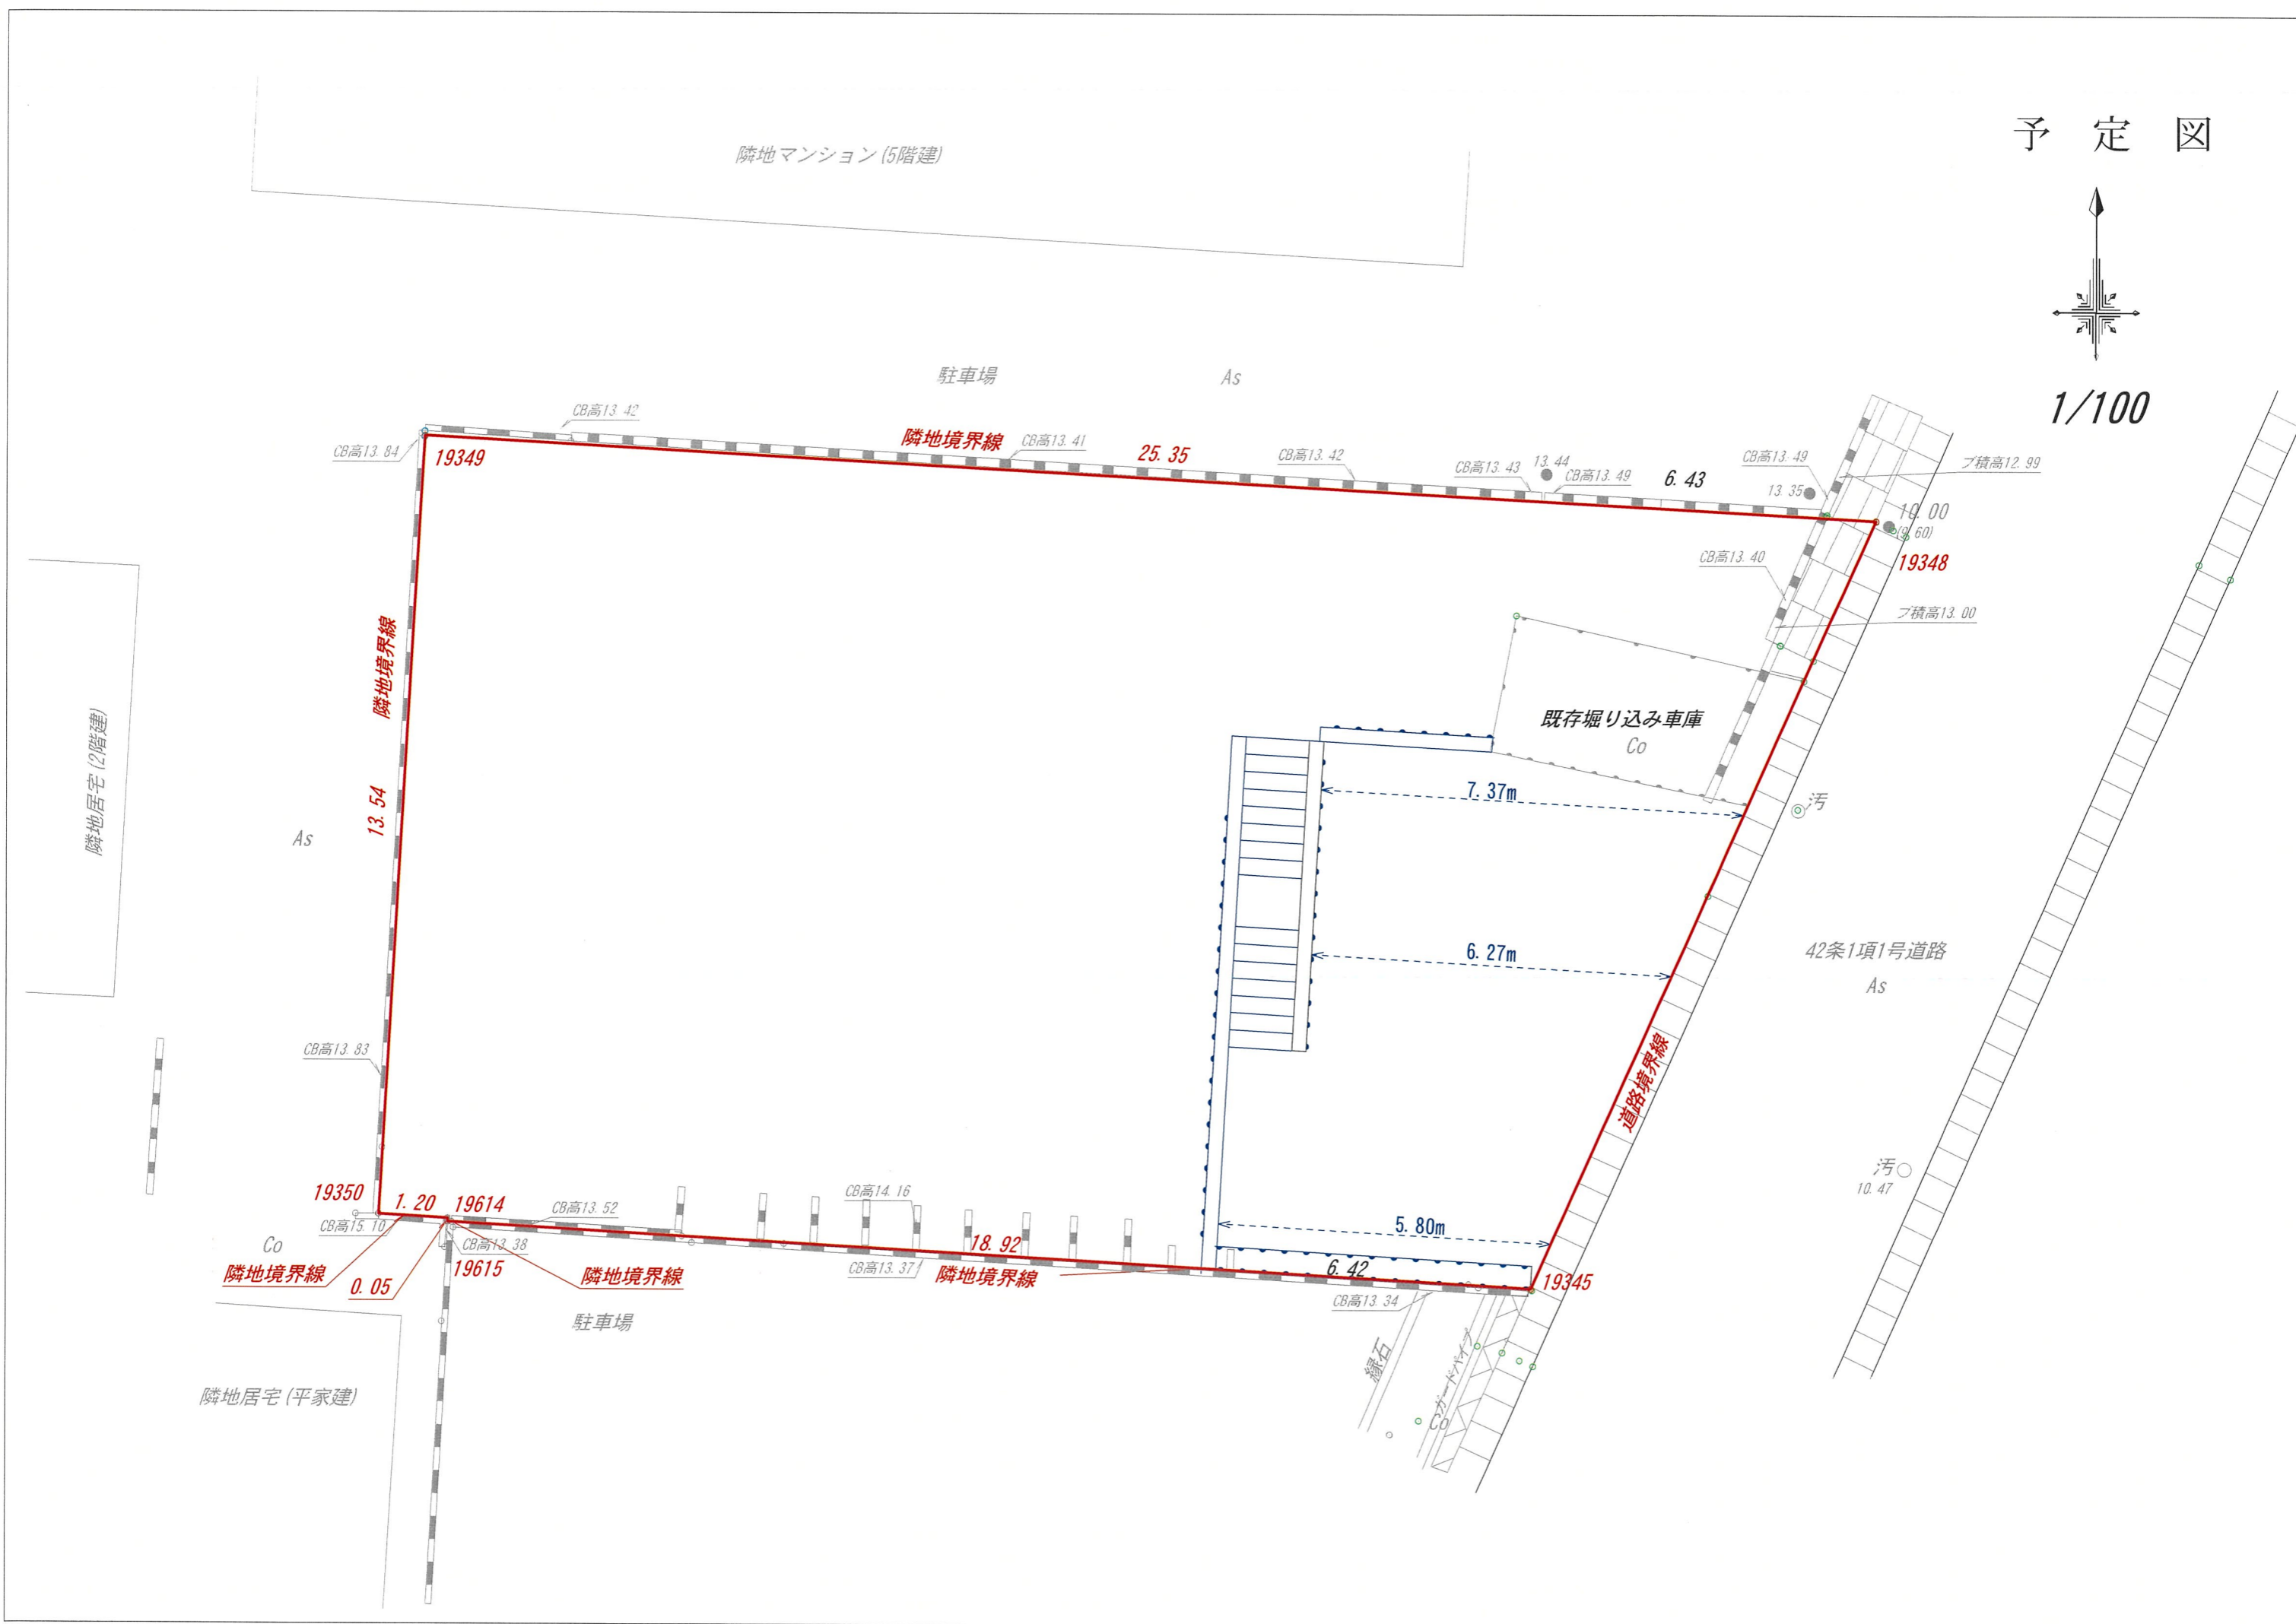 予 定 図
1/100
隣地マンション(5階建)
駐車場
As
CB高13.42
CB高13.84
19349
隣地境界線
CB高13.41
25.35
CB高13.42
CB高13.43
13.44
CB高13.49
6.43
CB高13.49
13.35
ブ積高12.99
10.00
(9.60)
19348
CB高13.40
ブ積高13.00
隣地境界線
13.54
隣地居宅(2階建)
As
既存堀り込み車庫
Co
7.37m
汚
6.27m
42条1項1号道路
As
道路境界線
CB高13.83
汚
10.47
19350
1.20
19614
CB高13.52
CB高14.16
CB高15.10
Co
CB高13.38
隣地境界線
19615
隣地境界線
0.05
18.92
CB高13.37
隣地境界線
5.80m
6.42
19345
CB高13.34
駐車場
隣地居宅(平家建)
縁石
ガードパイプ
Co